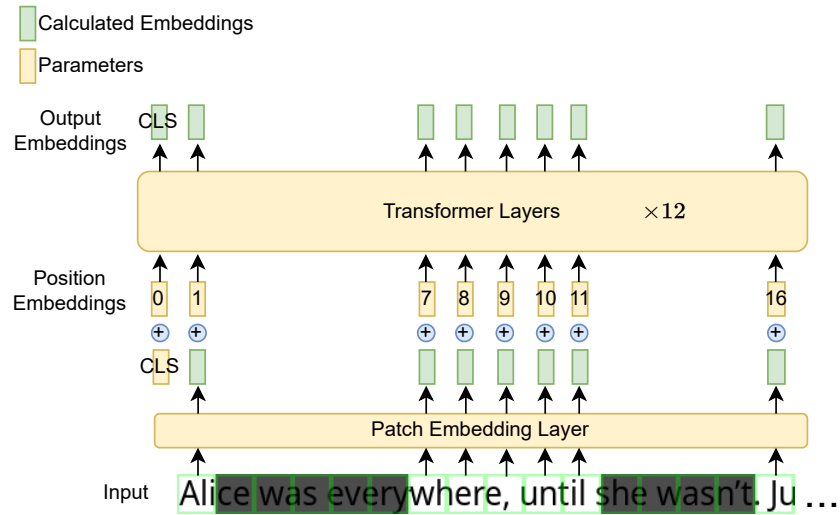 Calculated Embeddings
Parameters
Output
Embeddings
CLS
Transformer Layers ×12
Position
Embeddings
0 1 7 8 9 10 11 16
+ + + + + + + +
CLS
Patch Embedding Layer
Input
Alice was everywhere, until she wasn't. Ju ...